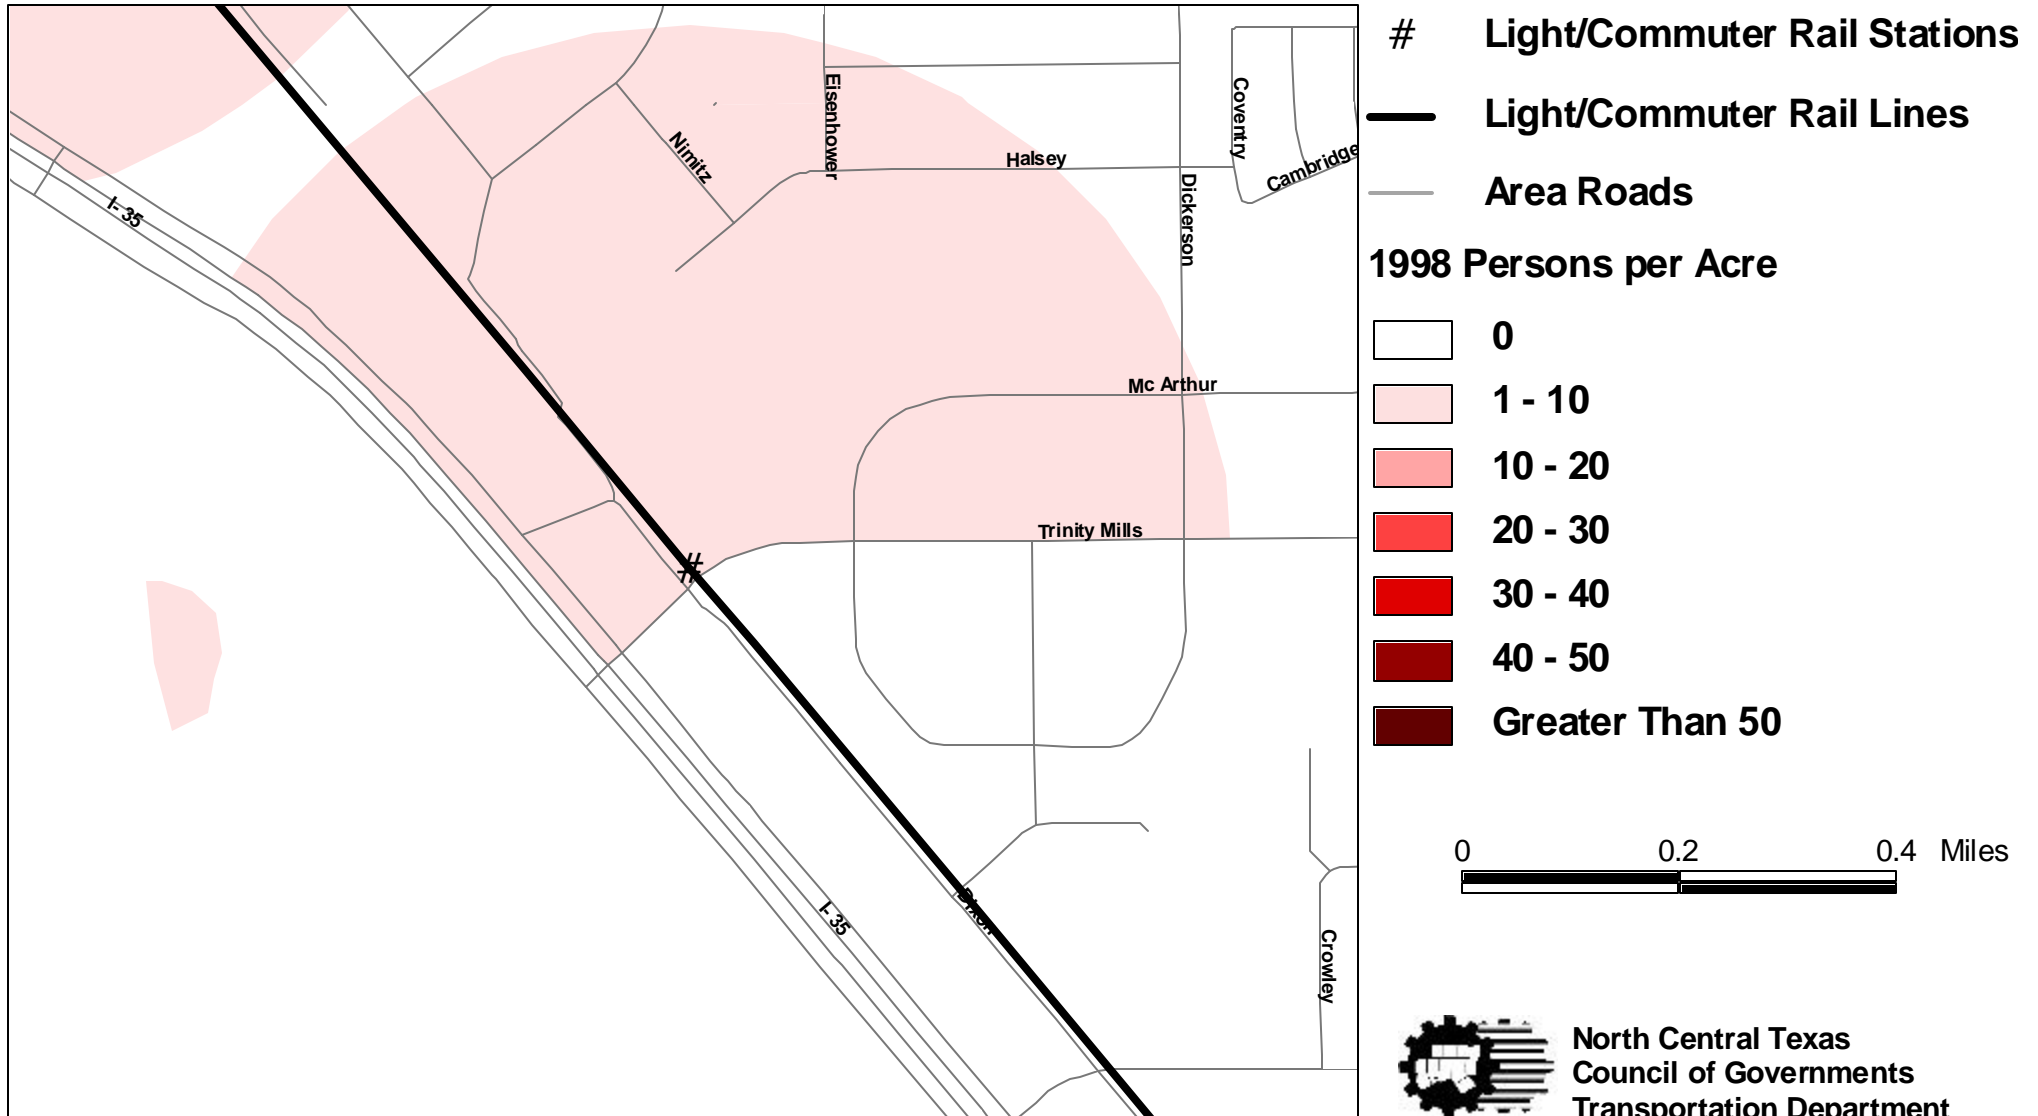 Eisenhower
Coventry
Nimitz
Halsey
Cambridge
Dickerson
I-35
Mc Arthur
Trinity Mills
#
I-35
Dixon
Crowley
# Light/Commuter Rail Stations
Light/Commuter Rail Lines
Area Roads
1998 Persons per Acre
0
1 - 10
10 - 20
20 - 30
30 - 40
40 - 50
Greater Than 50
0 0.2 0.4 Miles
North Central Texas
Council of Governments
Transportation Department